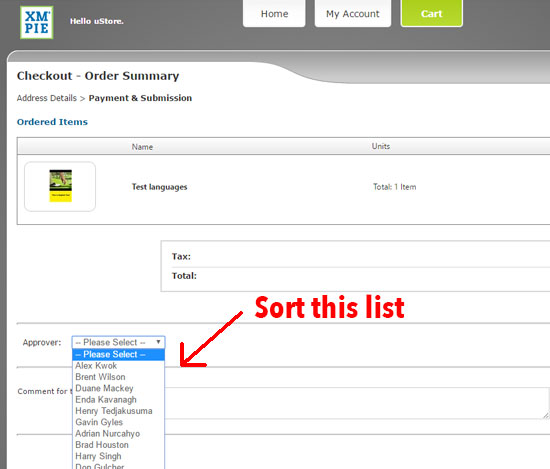 XM
PIE
Hello uStore.
Home
My Account
Cart
Checkout - Order Summary
Address Details > Payment & Submission
Ordered Items
Name
Units
Test languages
Total: 1 Item
Tax:
Total:
Sort this list
Approver:
-- Please Select --
-- Please Select --
Alex Kwok
Brent Wilson
Duane Mackey
Enda Kavanagh
Comment for
Henry Tedjakusuma
Gavin Gyles
Adrian Nurcahyo
Brad Houston
Harry Singh
Don Gulcher